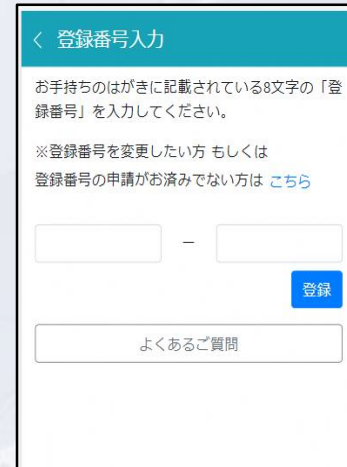 < 登録番号入力
お手持ちのはがきに記載されている8文字の「登
録番号」を入力してください。
※登録番号を変更したい方 もしくは
登録番号の申請がお済みでない方は こちら
–
登録
よくあるご質問